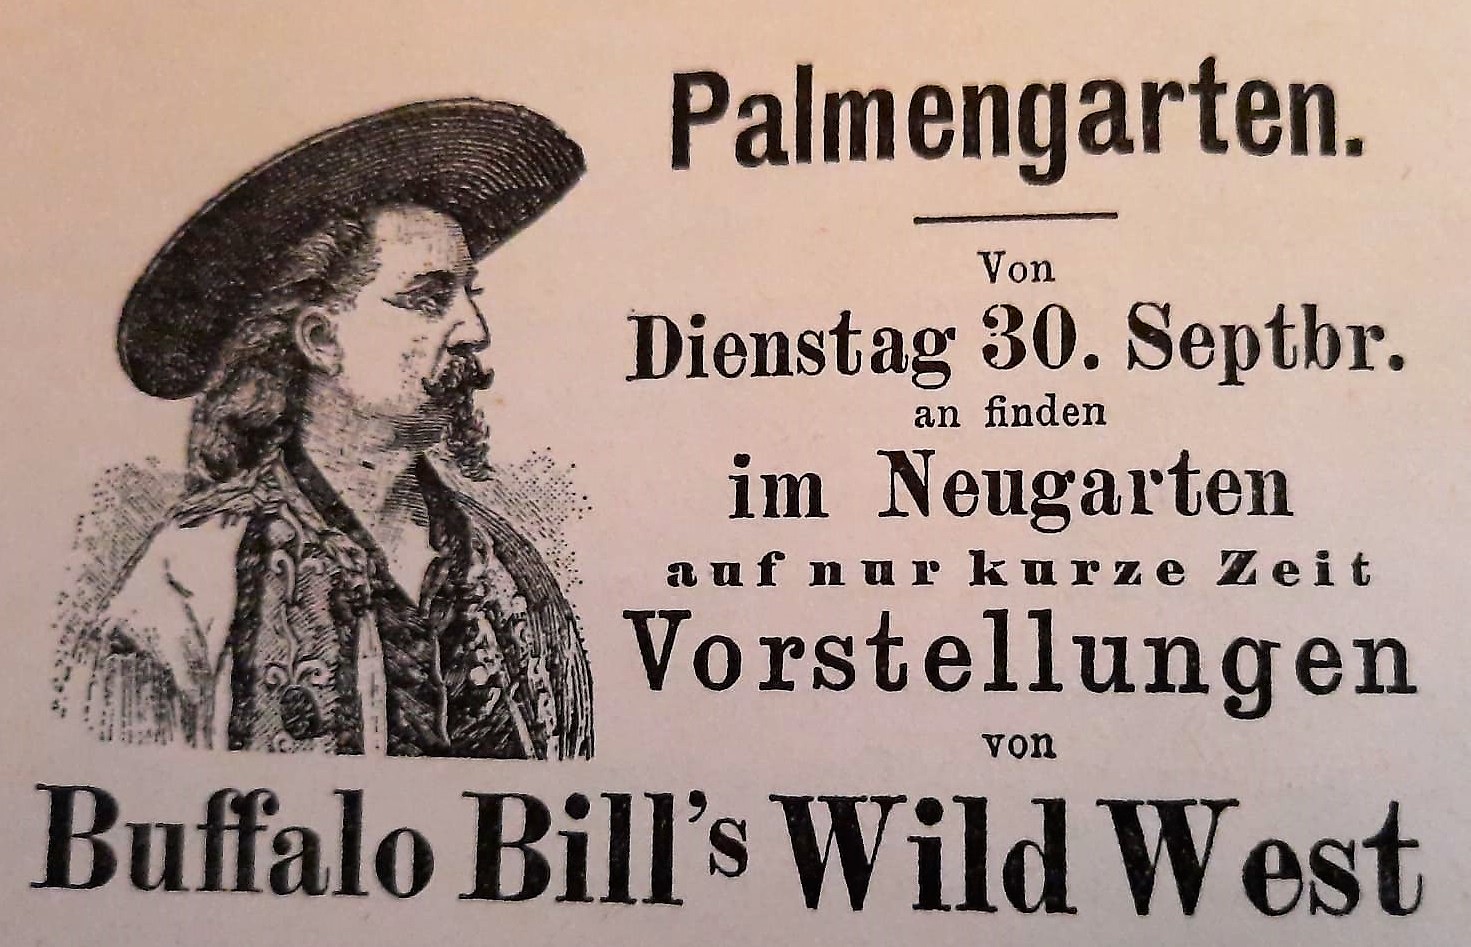 Palmengarten.
Von
Dienstag 30. Septbr.
an finden
im Neugarten
auf nur kurze Zeit
Vorstellungen
von
Buffalo Bill's Wild West